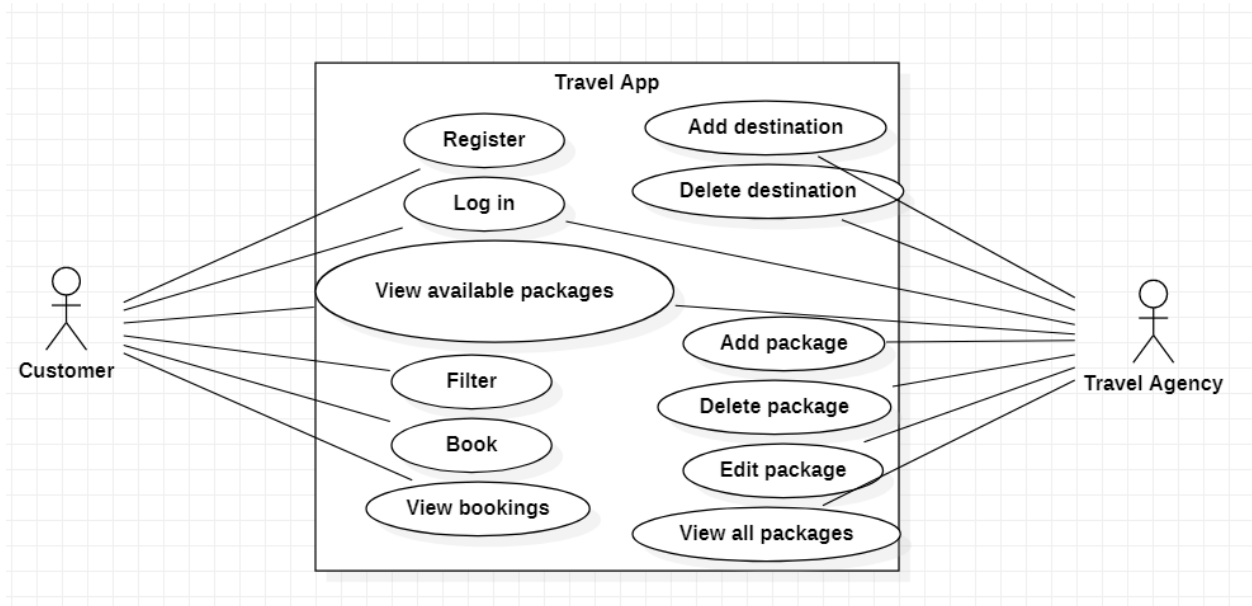 Travel App
Register
Log in
View available packages
Filter
Book
View bookings
Add destination
Delete destination
Add package
Delete package
Edit package
View all packages
Customer
Travel Agency